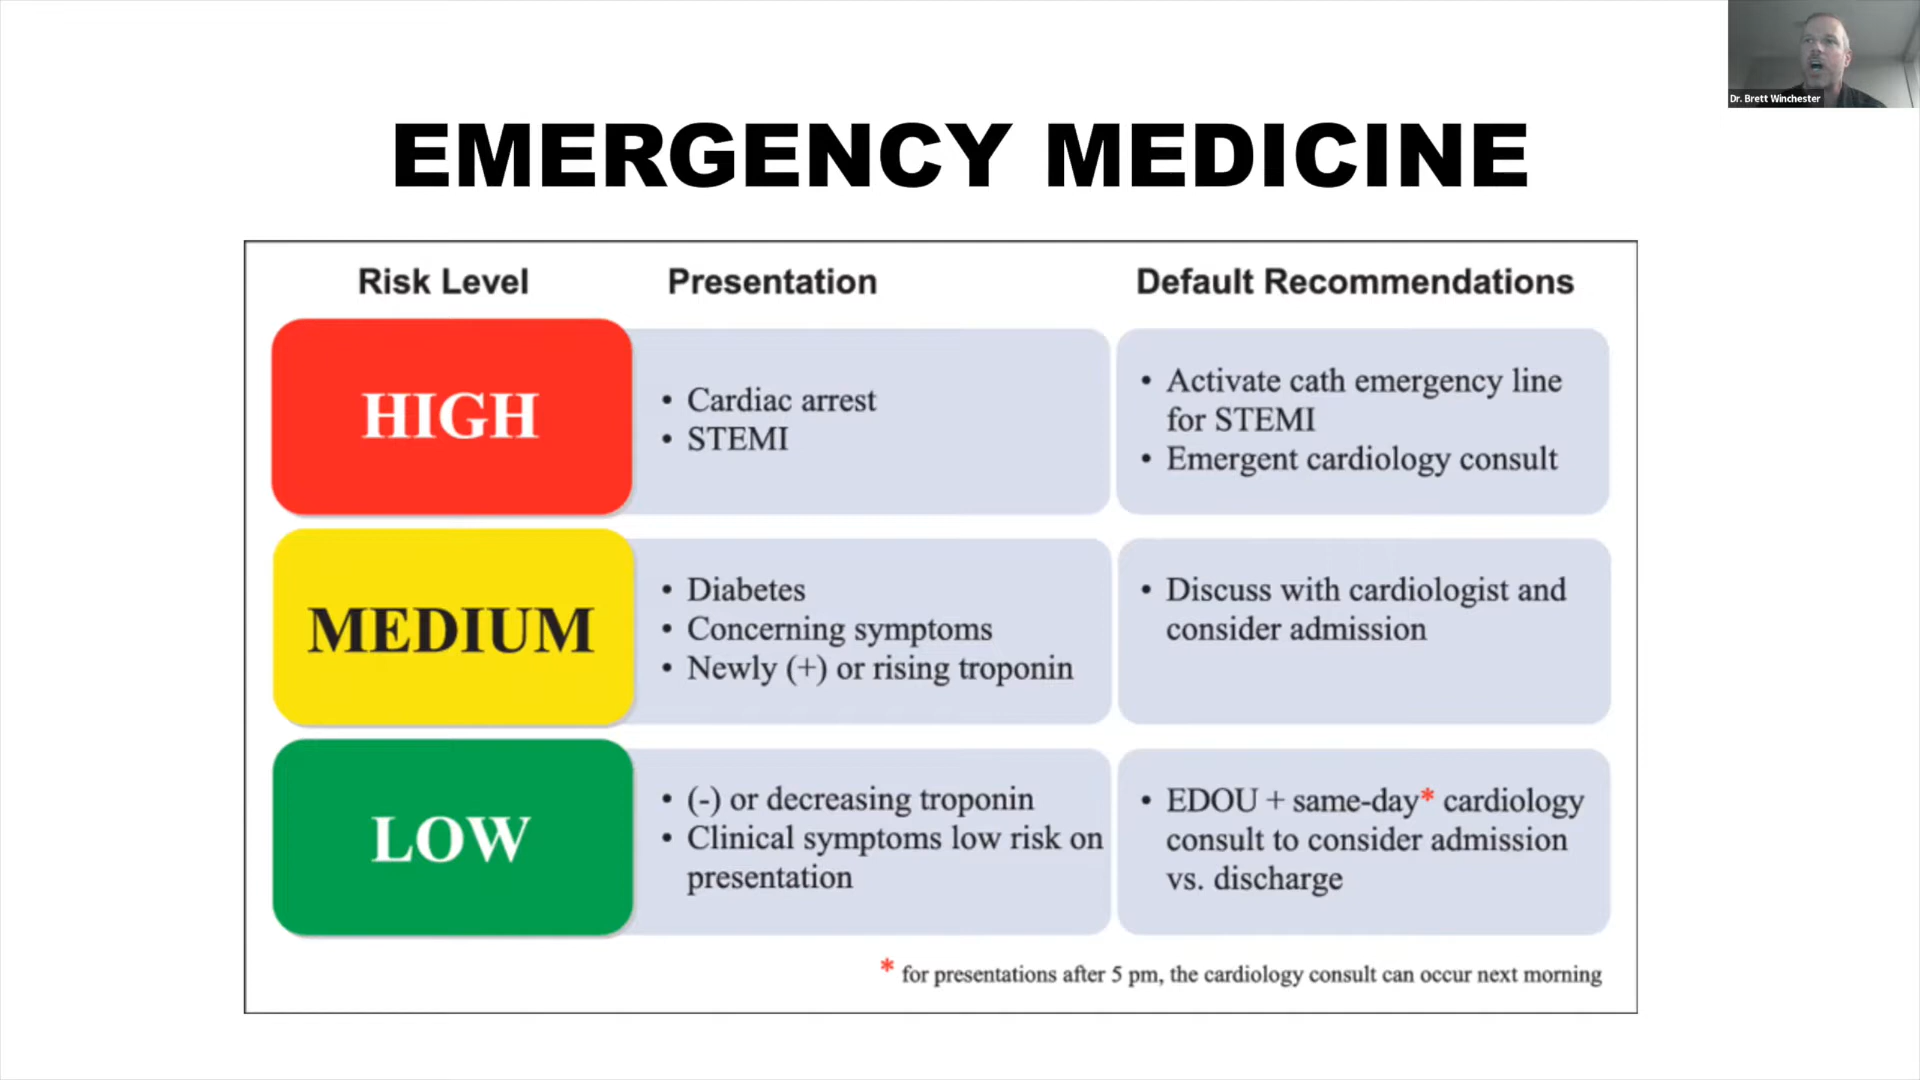 Dr. Brett Winchester
EMERGENCY MEDICINE
Risk Level
Presentation
Default Recommendations
HIGH
• Cardiac arrest
• STEMI
• Activate cath emergency line
for STEMI
• Emergent cardiology consult
MEDIUM
• Diabetes
• Concerning symptoms
• Newly (+) or rising troponin
• Discuss with cardiologist and
consider admission
LOW
• (-) or decreasing troponin
• Clinical symptoms low risk on
presentation
• EDOU + same-day* cardiology
consult to consider admission
vs. discharge
* for presentations after 5 pm, the cardiology consult can occur next morning